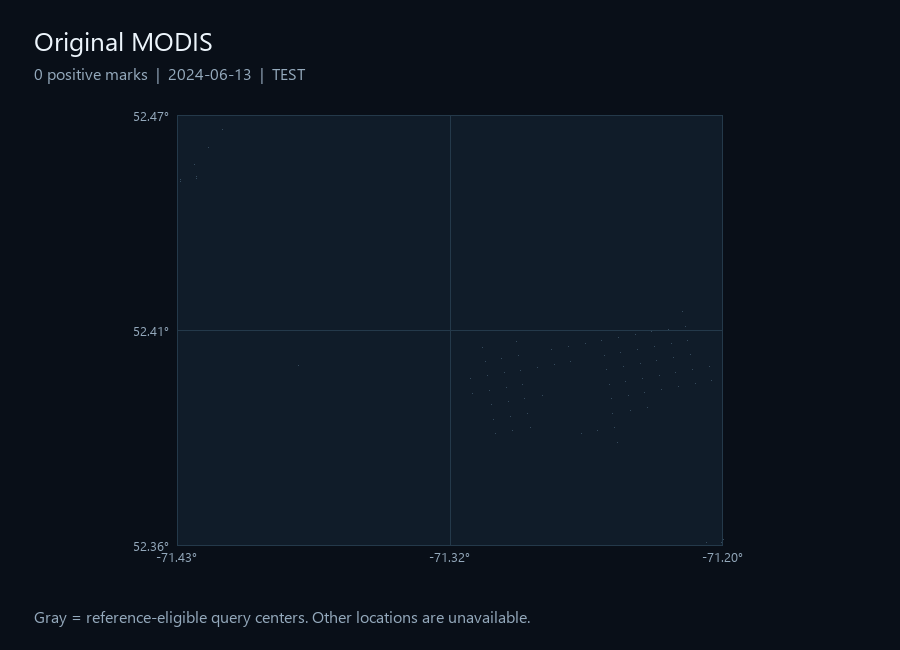 Original MODIS
0 positive marks | 2024-06-13 | TEST
52.47°
52.41°
52.36°
-71.43°
-71.32°
-71.20°
Gray = reference-eligible query centers. Other locations are unavailable.